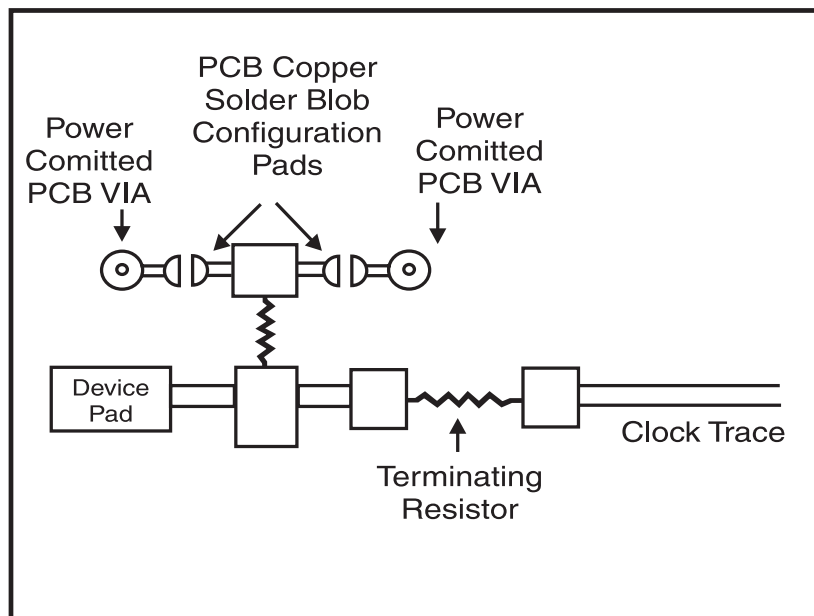 PCB Copper
Solder Blob
Configuration
Pads
Power
Comitted
PCB VIA
Power
Comitted
PCB VIA
Device
Pad
Clock Trace
Terminating
Resistor